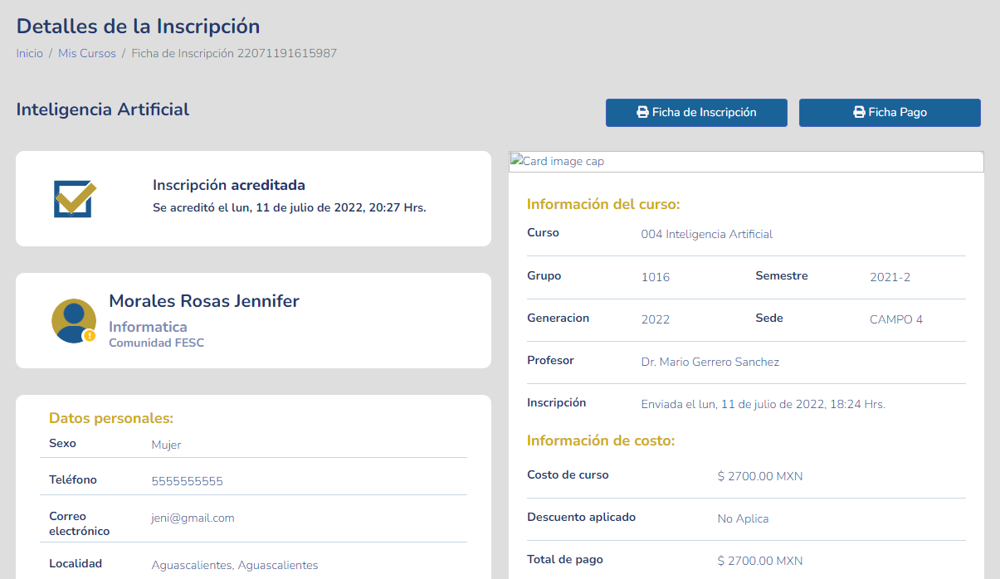 Detalles de la Inscripción
Inicio / Mis Cursos / Ficha de Inscripción 22071191615987
Inteligencia Artificial
Ficha de Inscripción
Ficha Pago
Inscripción acreditada
Se acreditó el lun, 11 de julio de 2022, 20:27 Hrs.
Morales Rosas Jennifer
Informatica
Comunidad FESC
Datos personales:
Sexo Mujer
Teléfono 5555555555
Correo
electrónico jeni@gmail.com
Localidad Aguascalientes, Aguascalientes
Card image cap
Información del curso:
Curso 004 Inteligencia Artificial
Grupo 1016 Semestre 2021-2
Generacion 2022 Sede CAMPO 4
Profesor Dr. Mario Gerrero Sanchez
Inscripción Enviada el lun, 11 de julio de 2022, 18:24 Hrs.
Información de costo:
Costo de curso $ 2700.00 MXN
Descuento aplicado No Aplica
Total de pago $ 2700.00 MXN